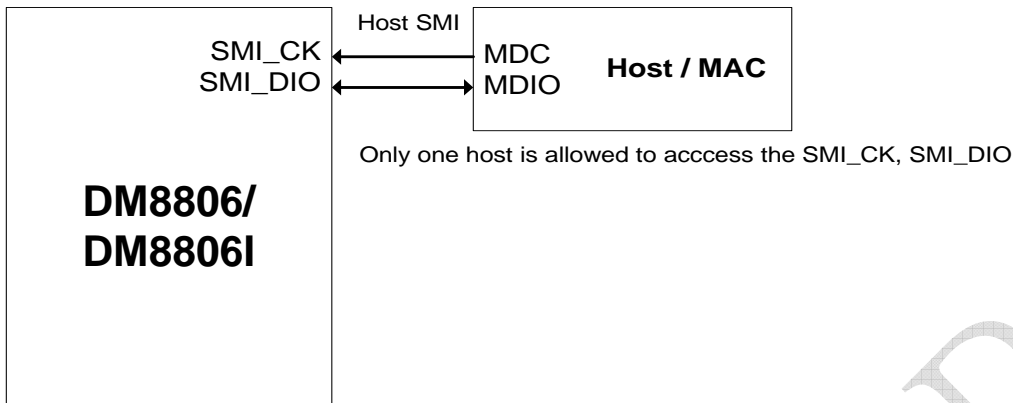 Host SMI
SMI_CK
MDC
SMI_DIO
MDIO
Host / MAC
Only one host is allowed to acccess the SMI_CK, SMI_DIO
DM8806/
DM8806I